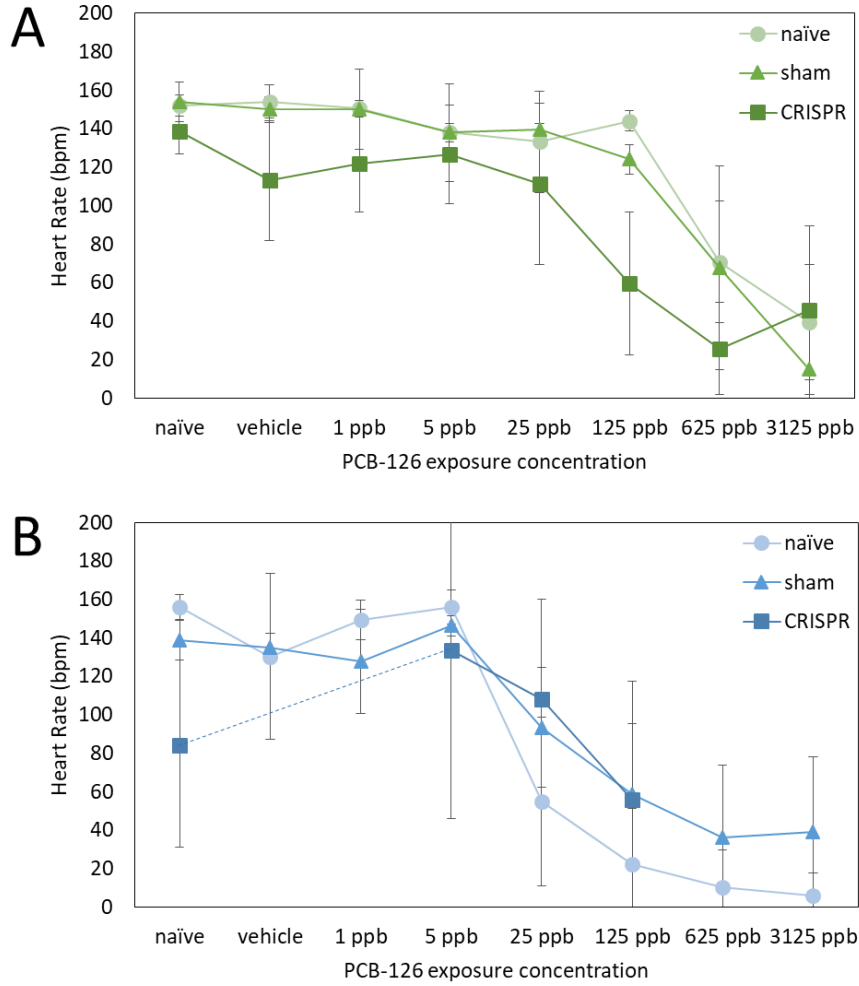 A
200
180
160
140
120
100
80
60
40
20
0
Heart Rate (bpm)
naïve
sham
CRISPR
naïve vehicle 1 ppb 5 ppb 25 ppb 125 ppb 625 ppb 3125 ppb
PCB-126 exposure concentration
B
200
180
160
140
120
100
80
60
40
20
0
Heart Rate (bpm)
naïve
sham
CRISPR
naïve vehicle 1 ppb 5 ppb 25 ppb 125 ppb 625 ppb 3125 ppb
PCB-126 exposure concentration